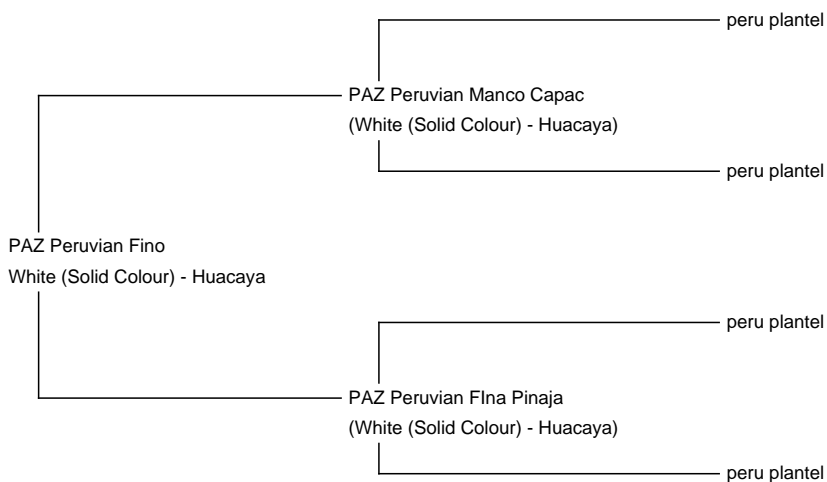 peru plantel
PAZ Peruvian Manco Capac
(White (Solid Colour) - Huacaya)
peru plantel
PAZ Peruvian Fino
White (Solid Colour) - Huacaya
peru plantel
PAZ Peruvian FIna Pinaja
(White (Solid Colour) - Huacaya)
peru plantel